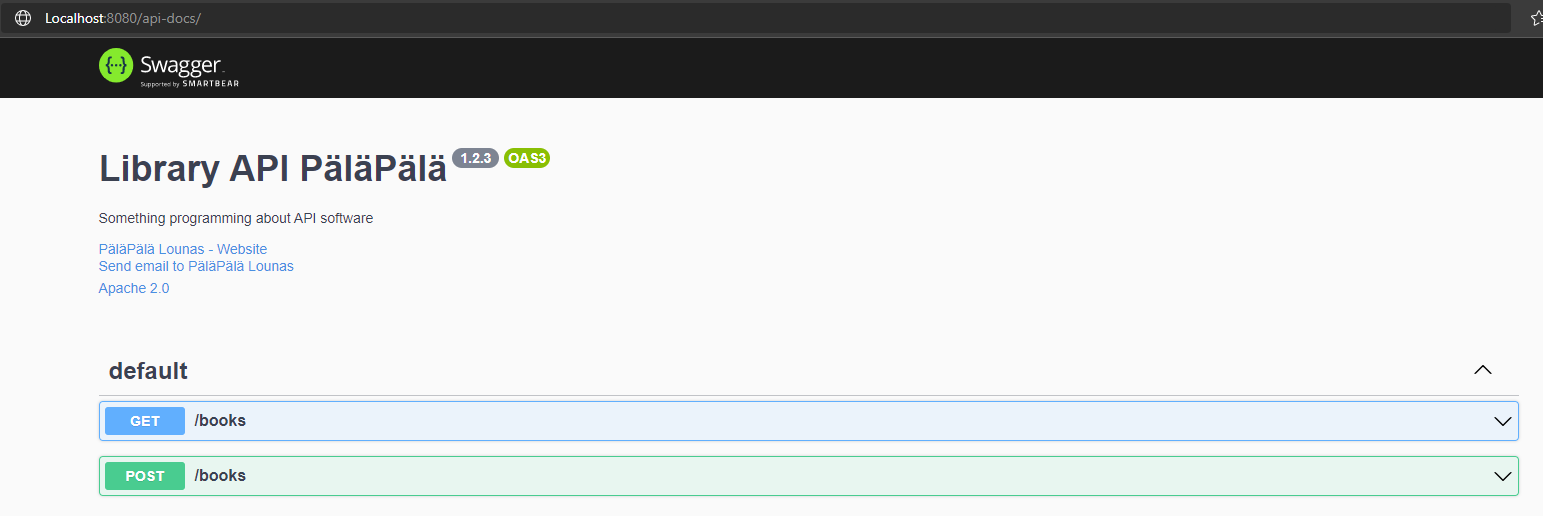 Localhost:8080/api-docs/
{···} Swagger
Supported by SMARTBEAR
Library API PäläPälä 1.2.3 OAS3
Something programming about API software
PäläPälä Lounas - Website
Send email to PäläPälä Lounas
Apache 2.0
default
GET /books
POST /books